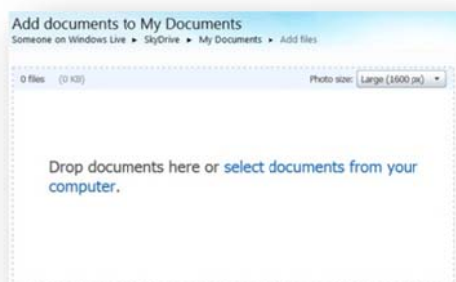 Add documents to My Documents
Someone on Windows Live ▸ SkyDrive ▸ My Documents ▸ Add files
0 files (0 KB) Photo size: Large (1600 px)
Drop documents here or select documents from your
computer.